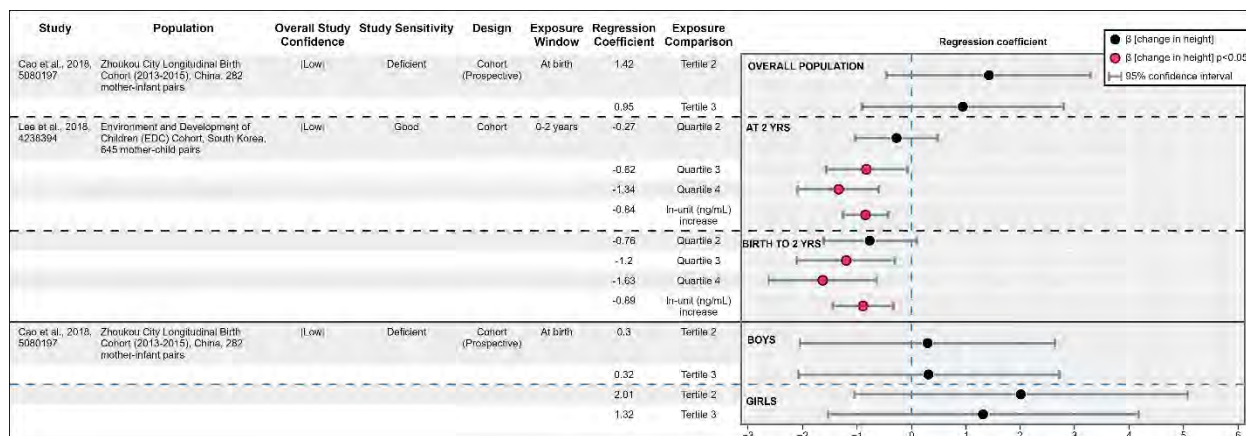 Study Population Overall Study Confidence Study Sensitivity Design Exposure Window Regression Coefficient Exposure Comparison
Regression coefficient
β [change in height]
β [change in height] p<0.05
95% confidence interval
Cao et al., 2018, 5080197 Zhoukou City Longitudinal Birth Cohort (2013-2015), China, 282 mother-infant pairs (Low) Deficient Cohort (Prospective) At birth 1.42 Tertile 2
OVERALL POPULATION
0.95 Tertile 3
Lee et al., 2018, 4238394 Environment and Development of Children (EDC) Cohort, South Korea, 645 mother-child pairs (Low) Good Cohort 0-2 years -0.27 Quartile 2
AT 2 YRS
Quartile 3
-1.34 Quartile 4
ln-unit (ng/mL) increase
-0.76 Quartile 2
BIRTH TO 2 YRS
-1.2 Quartile 3
-1.63 Quartile 4
ln-unit (ng/mL) increase
Cao et al., 2018, 5080197 Zhoukou City Longitudinal Birth Cohort (2013-2015), China, 282 mother-infant pairs (Low) Deficient Cohort (Prospective) At birth 0.3 Tertile 2
BOYS
0.32 Tertile 3
2.01 Tertile 2
GIRLS
1.32 Tertile 3
-3 -2 -1 0 1 2 3 4 5 6